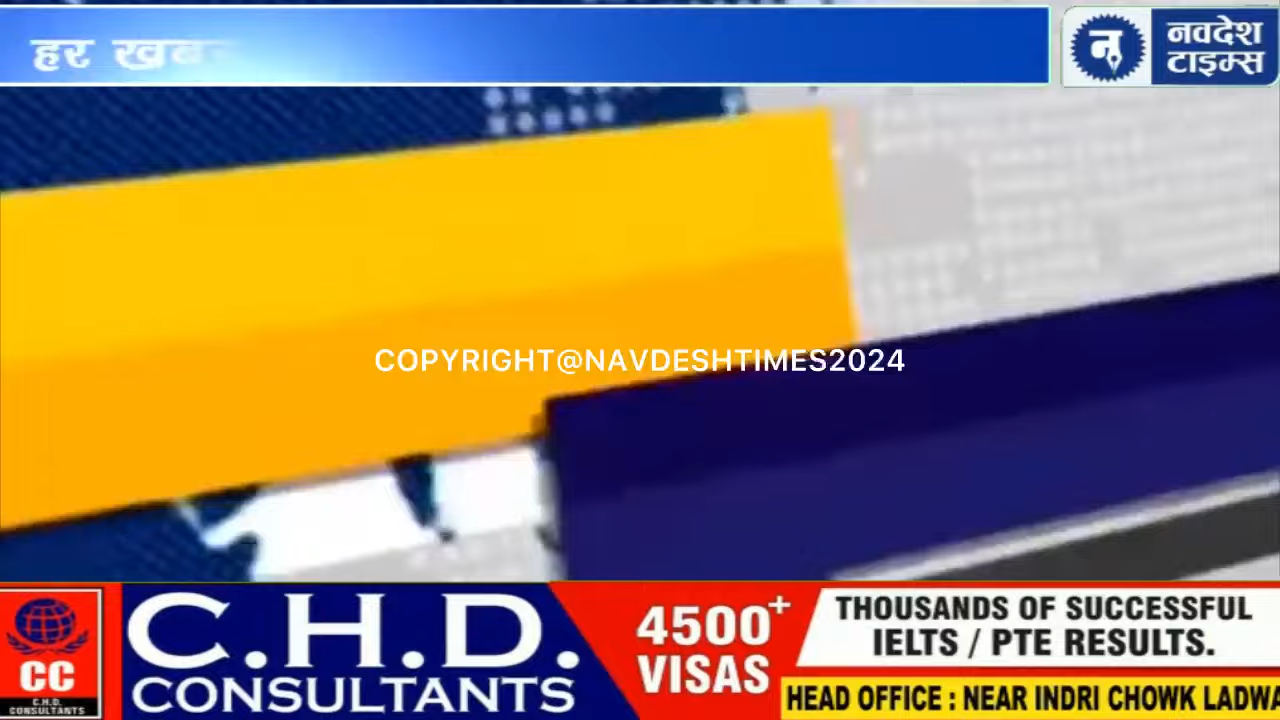 हर खबर
नवदेश
टाइम्स
न
COPYRIGHT@NAVDESHTIMES2024
CC
C.H.D.
CONSULTANTS
C.H.D.
CONSULTANTS
4500+
VISAS
THOUSANDS OF SUCCESSFUL
IELTS / PTE RESULTS.
HEAD OFFICE : NEAR INDRI CHOWK LADWA